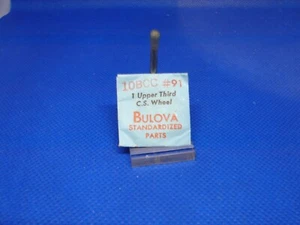 10BCC #91
1 Upper Third
C.S. Wheel
BULOVA
STANDARDIZED
PARTS